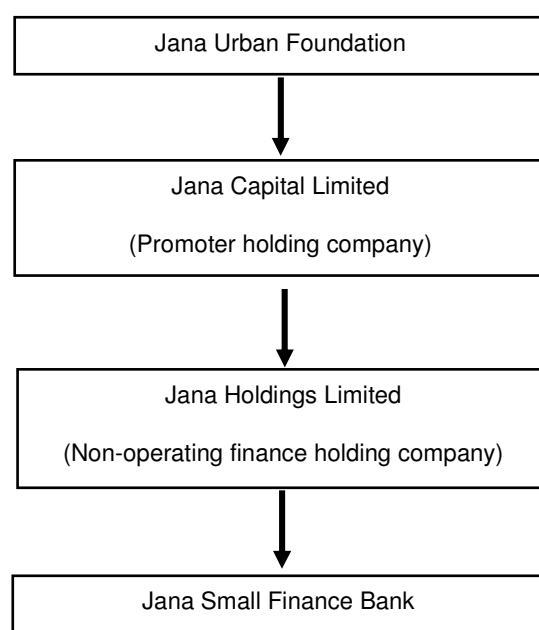 Jana Urban Foundation
Jana Capital Limited
(Promoter holding company)
Jana Holdings Limited
(Non-operating finance holding company)
Jana Small Finance Bank